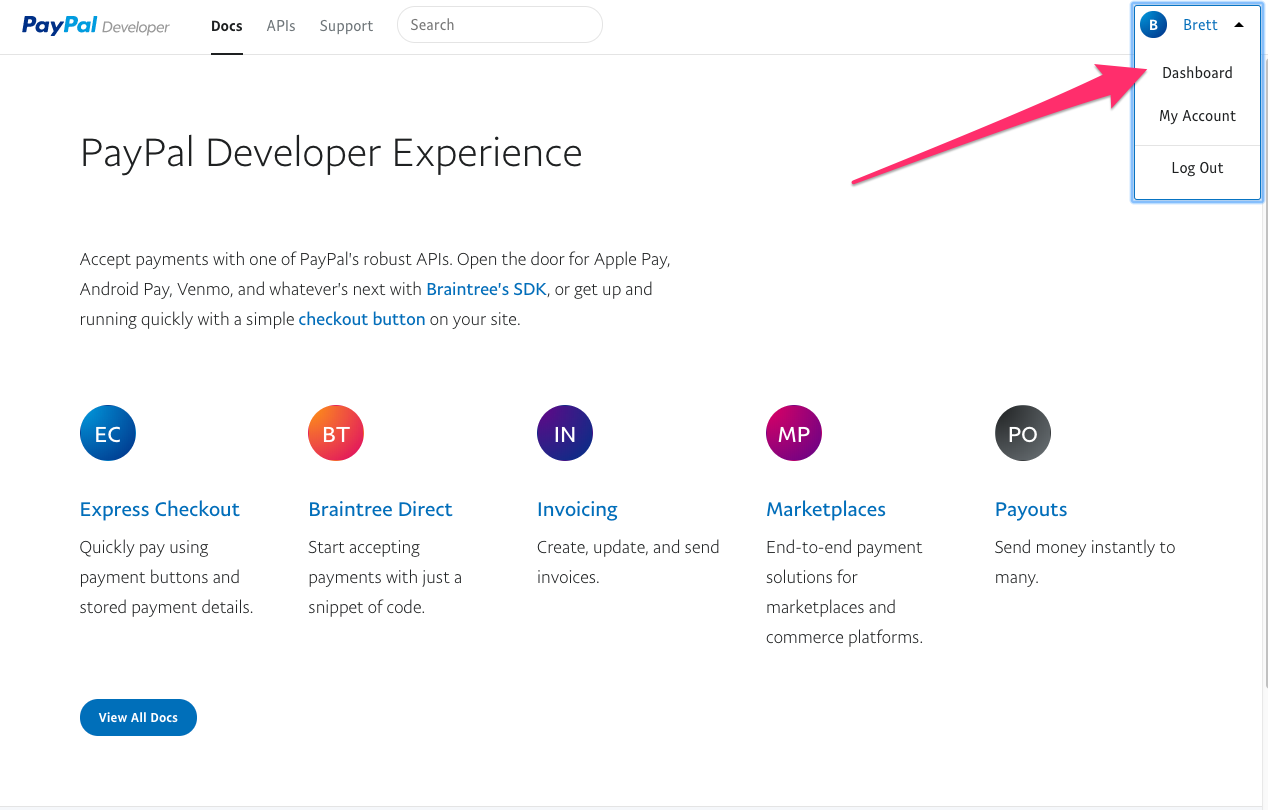 PayPal Developer
Docs APIs Support Search
B Brett
Dashboard
My Account
Log Out
PayPal Developer Experience
Accept payments with one of PayPal's robust APIs. Open the door for Apple Pay,
Android Pay, Venmo, and whatever's next with Braintree's SDK, or get up and
running quickly with a simple checkout button on your site.
EC
Express Checkout
Quickly pay using
payment buttons and
stored payment details.
BT
Braintree Direct
Start accepting
payments with just a
snippet of code.
IN
Invoicing
Create, update, and send
invoices.
MP
Marketplaces
End-to-end payment
solutions for
marketplaces and
commerce platforms.
PO
Payouts
Send money instantly to
many.
View All Docs